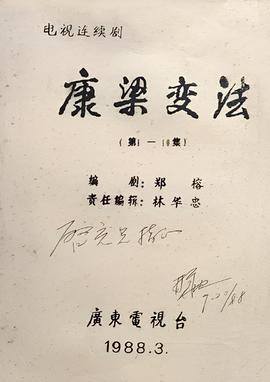 电视连续剧
康梁变法
（第1—10集）
编剧：郑榕
责任编辑：林华忠
廣東電視台
1988.3.